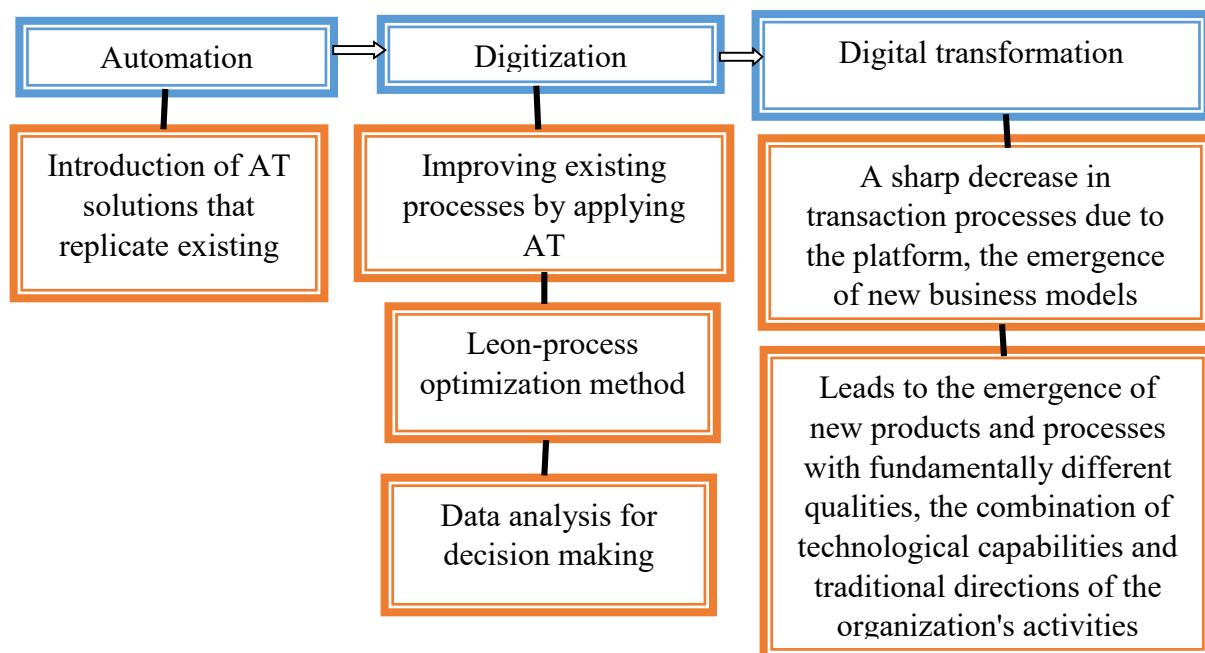 Automation
Digitization
Digital transformation
Introduction of AT
solutions that
replicate existing
Improving existing
processes by applying
AT
Leon-process
optimization method
Data analysis for
decision making
A sharp decrease in
transaction processes due to
the platform, the emergence
of new business models
Leads to the emergence of
new products and processes
with fundamentally different
qualities, the combination of
technological capabilities and
traditional directions of the
organization's activities